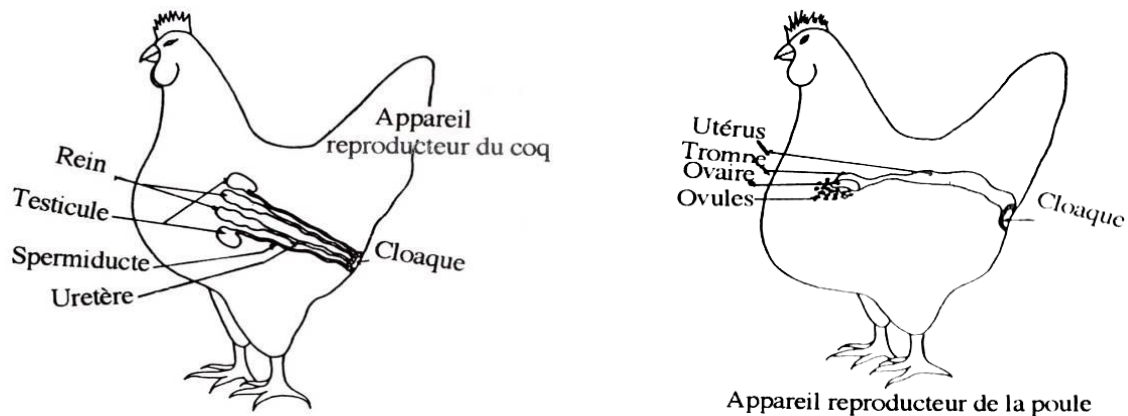 Appareil
reproducteur du coq
Rein
Testicule
Spermiducte
Uretère
Cloaque
Utérus
Trompe
Ovaire
Ovules
Cloaque
Appareil reproducteur de la poule